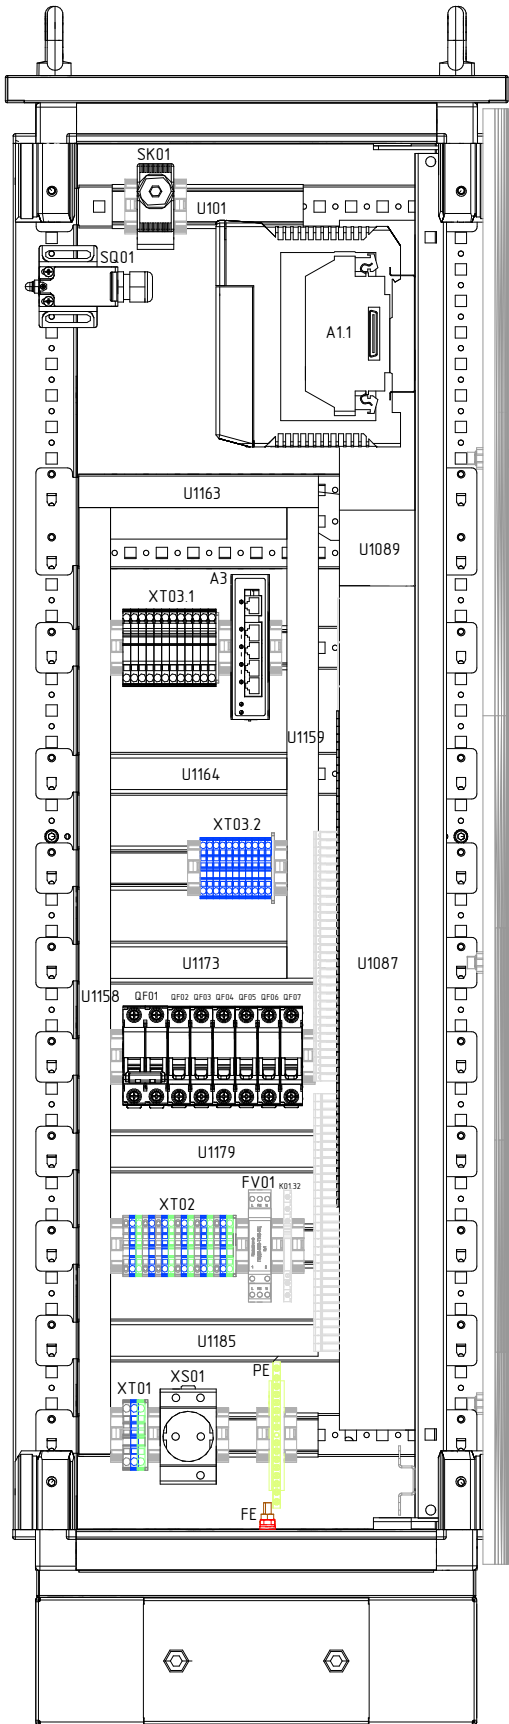 SK01
U101
SQ01
A1.1
U1163
U1089
A3
XT03.1
U1159
U1164
XT03.2
U1173
U1087
U1158
QF01 QF02 QF03 QF04 QF05 QF06 QF07
U1179
FV01 K01.32
XT02
U1185
PE
XS01
XT01
FE